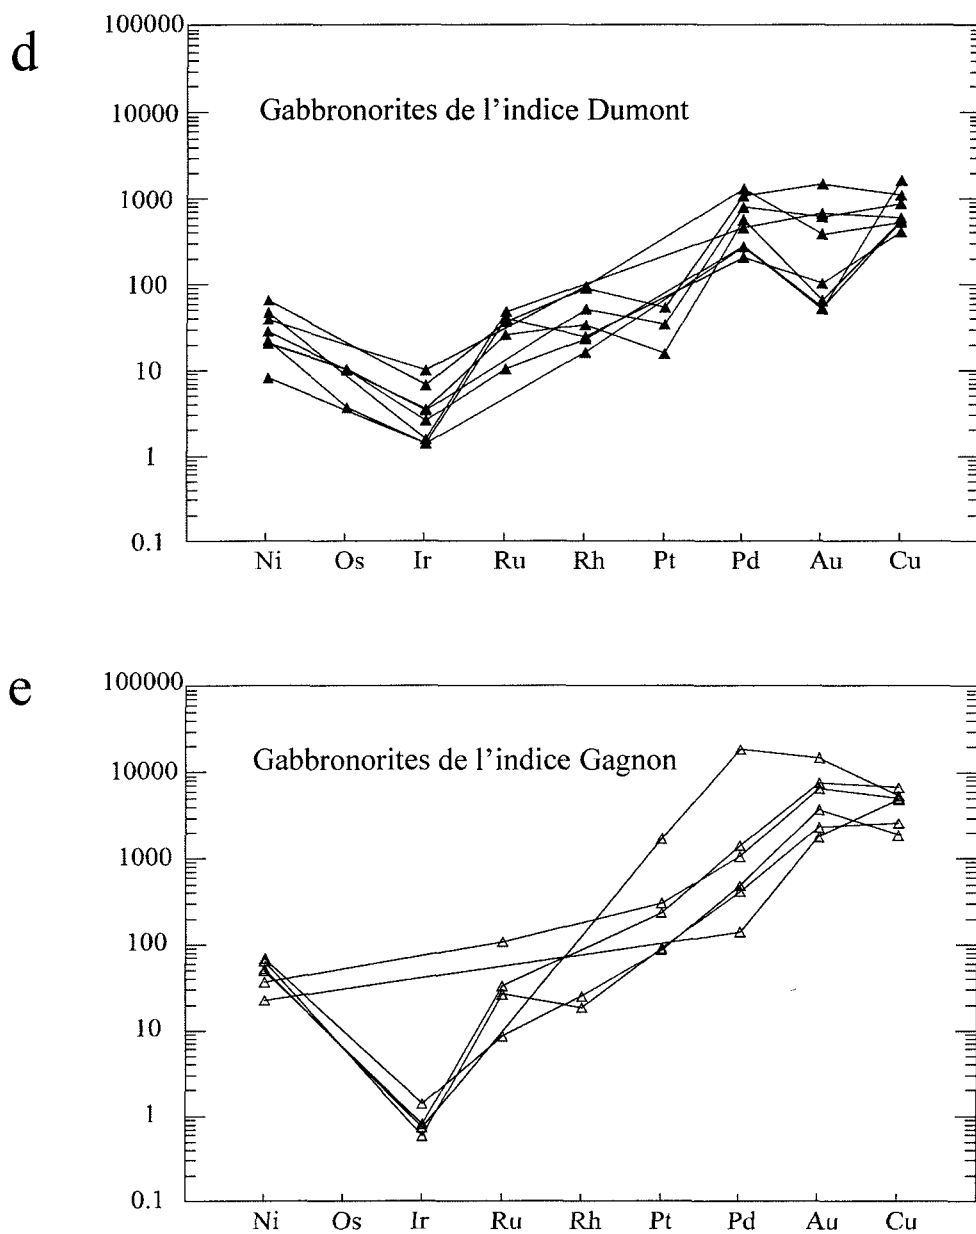 d
100000
10000
1000
100
10
1
0.1
Gabbronorites de l'indice Dumont
Ni Os Ir Ru Rh Pt Pd Au Cu
e
100000
10000
1000
100
10
1
0.1
Gabbronorites de l'indice Gagnon
Ni Os Ir Ru Rh Pt Pd Au Cu